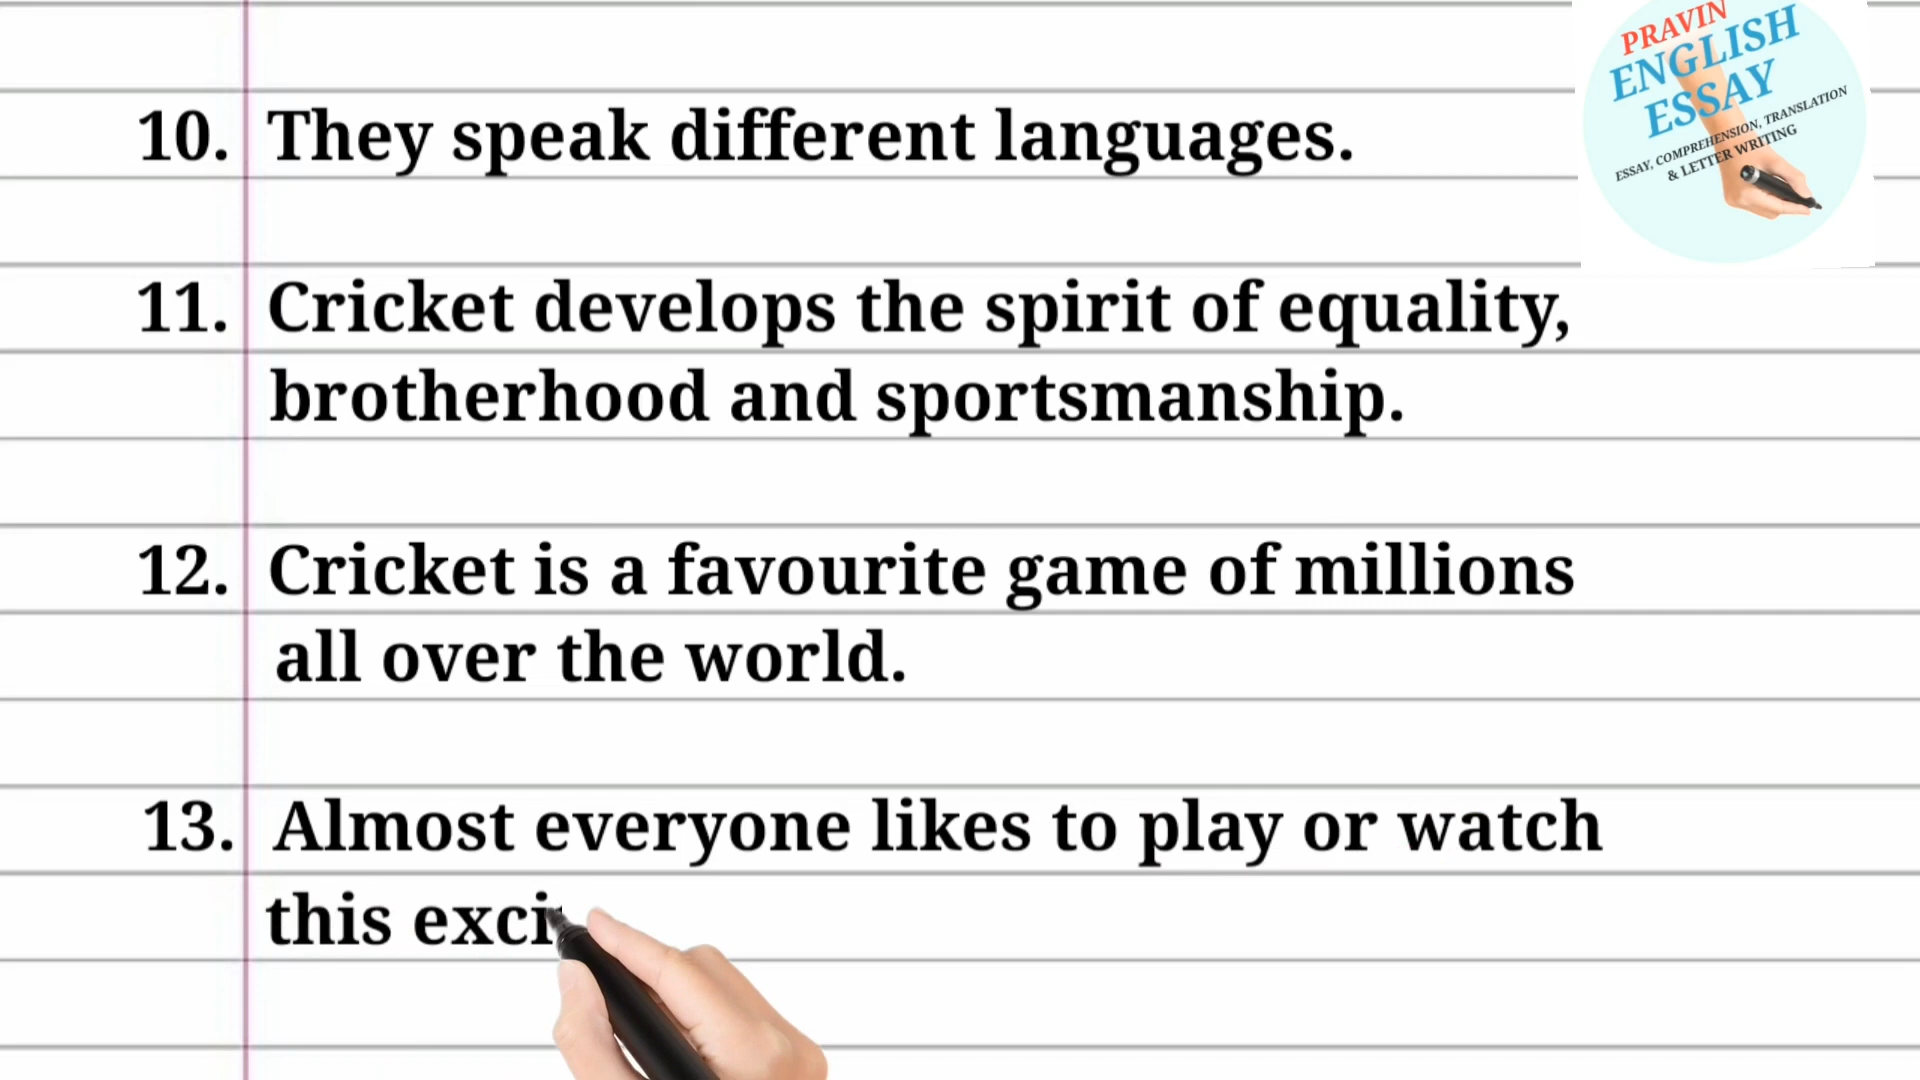 PRAVIN
ENGLISH
ESSAY
ESSAY, COMPREHENSION, TRANSLATION
& LETTER WRITING
10. They speak different languages.
11. Cricket develops the spirit of equality,
brotherhood and sportsmanship.
12. Cricket is a favourite game of millions
all over the world.
13. Almost everyone likes to play or watch
this exci